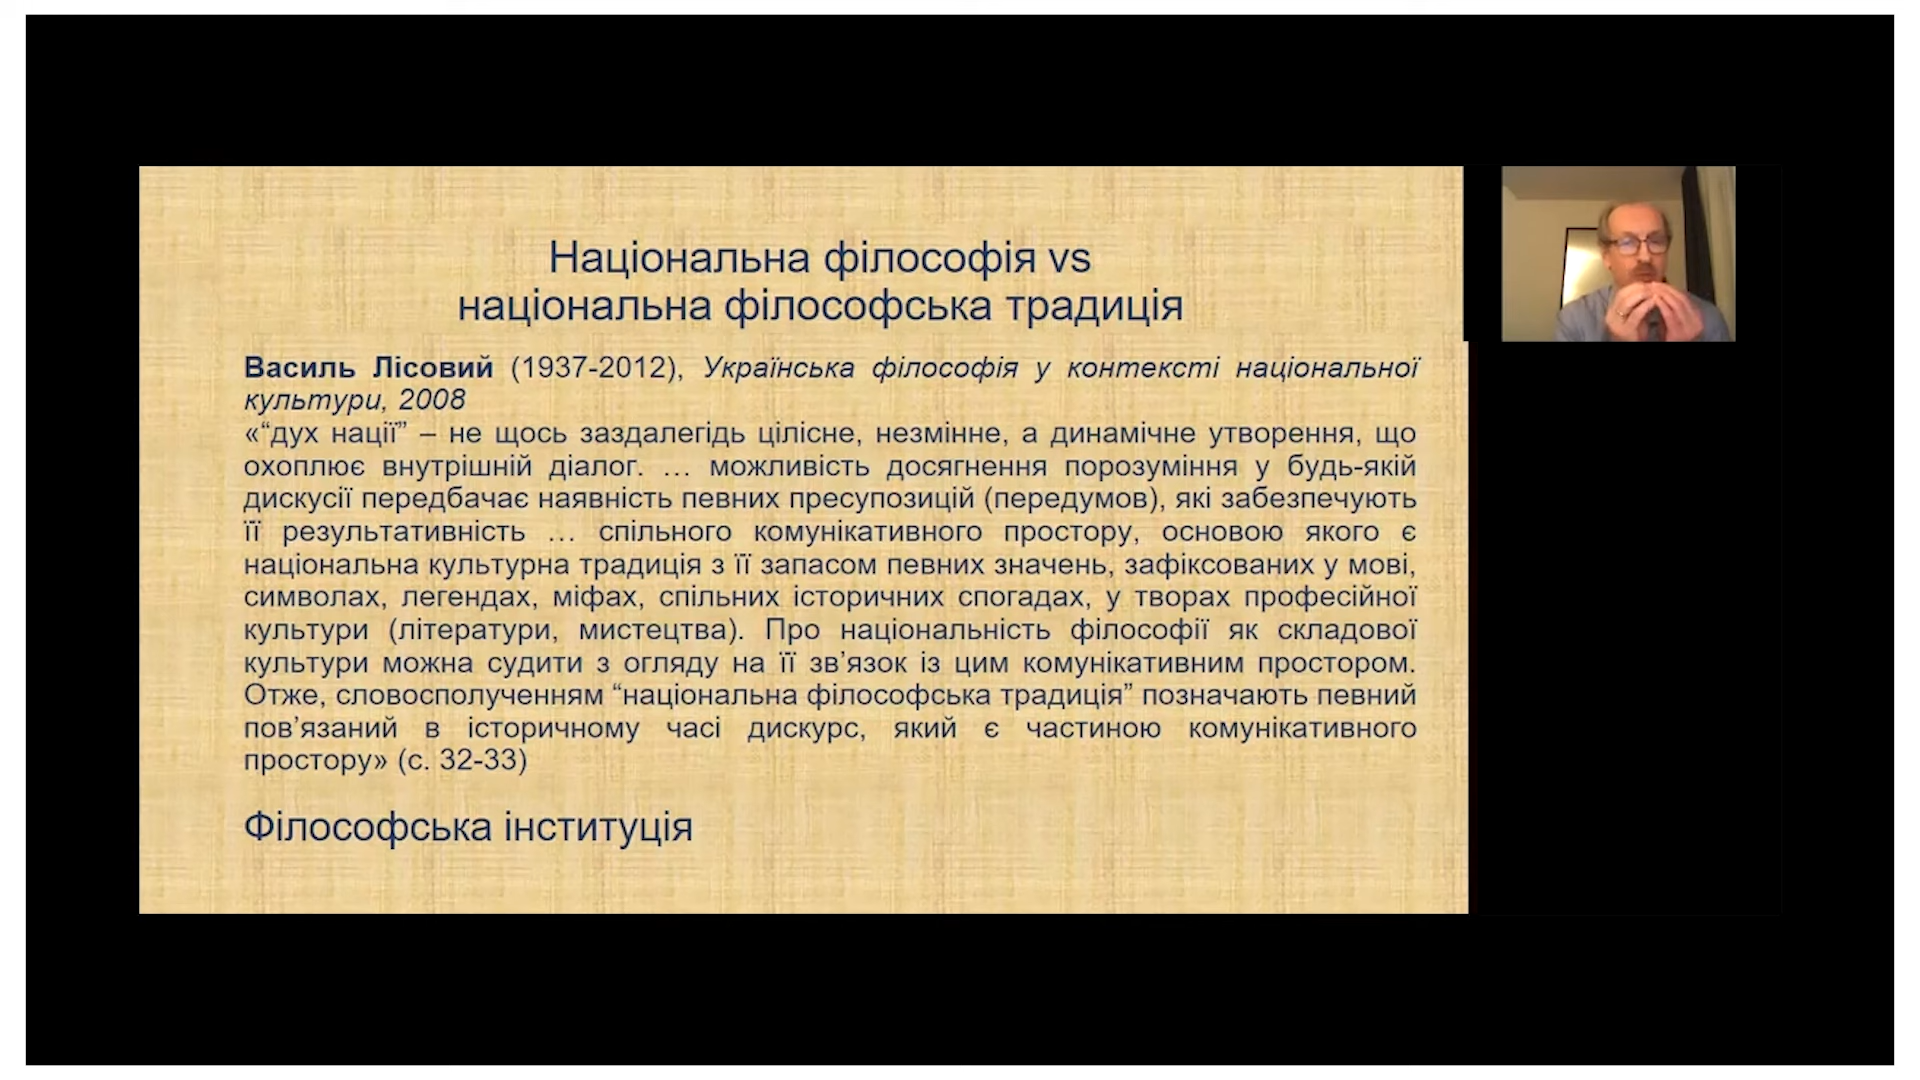 Національна філософія vs
національна філософська традиція
Василь Лісовий (1937-2012), Українська філософія у контексті національної
культури, 2008
«“дух нації” – не щось заздалегідь цілісне, незмінне, а динамічне утворення, що
охоплює внутрішній діалог. … можливість досягнення порозуміння у будь-якій
дискусії передбачає наявність певних пресупозицій (передумов), які забезпечують
її результативність … спільного комунікативного простору, основою якого є
національна культурна традиція з її запасом певних значень, зафіксованих у мові,
символах, легендах, міфах, спільних історичних спогадах, у творах професійної
культури (літератури, мистецтва). Про національність філософії як складової
культури можна судити з огляду на її зв’язок із цим комунікативним простором.
Отже, словосполученням “національна філософська традиція” позначають певний
пов’язаний в історичному часі дискурс, який є частиною комунікативного
простору» (с. 32-33)
Філософська інституція